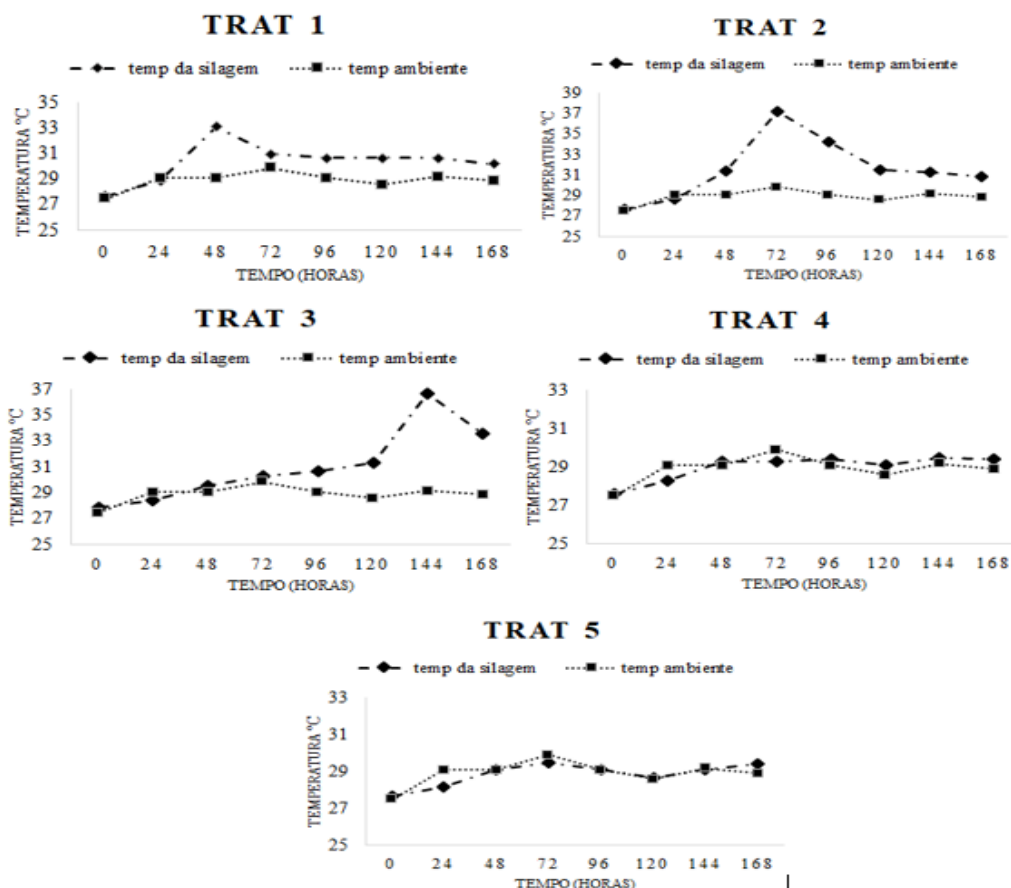 TRAT 1
temp da silagem temp ambiente
TEMPERATURA ºC
35
33
31
29
27
25
0 24 48 72 96 120 144 168
TEMPO (HORAS)
TRAT 2
temp da silagem temp ambiente
TEMPERATURA ºC
39
37
35
33
31
29
27
25
0 24 48 72 96 120 144 168
TEMPO (HORAS)
TRAT 3
temp da silagem temp ambiente
TEMPERATURA ºC
37
35
33
31
29
27
25
0 24 48 72 96 120 144 168
TEMPO (HORAS)
TRAT 4
temp da silagem temp ambiente
TEMPERATURA ºC
33
31
29
27
25
0 24 48 72 96 120 144 168
TEMPO (HORAS)
TRAT 5
temp da silagem temp ambiente
TEMPERATURA ºC
33
31
29
27
25
0 24 48 72 96 120 144 168
TEMPO (HORAS)